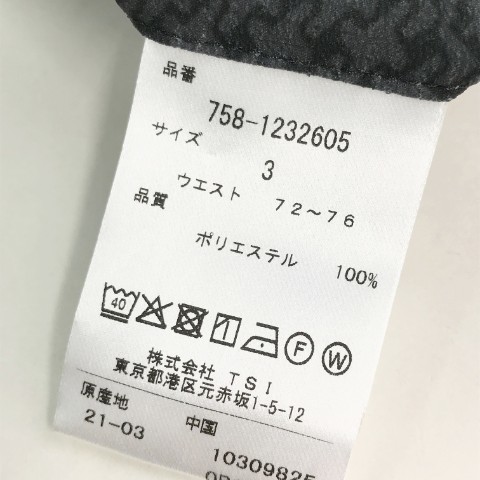 品番
758-1232605
サイズ
3
ウエスト 72~76
品質
ポリエステル 100%
40 F W
株式会社 TSI
東京都港区元赤坂1-5-12
原産地 中国
21-03 10309825